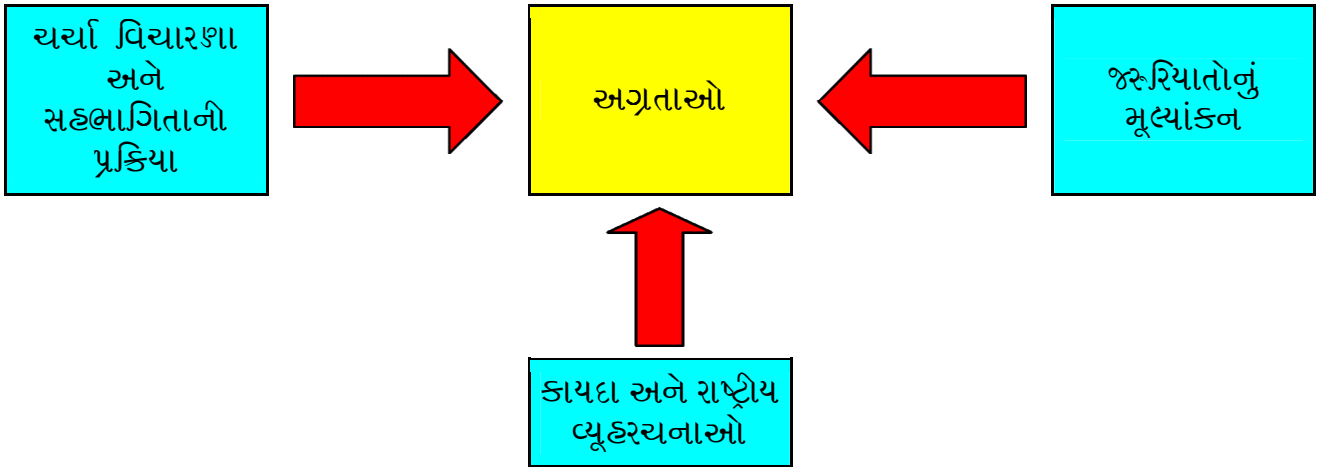 ચર્ચા વિચારણા
અને
સહભાગિતાની
પ્રક્રિયા
અગ્રતાઓ
જરૂરિયાતોનું
મૂલ્યાંકન
કાયદા અને રાષ્ટ્રીય
વ્યૂહરચનાઓ